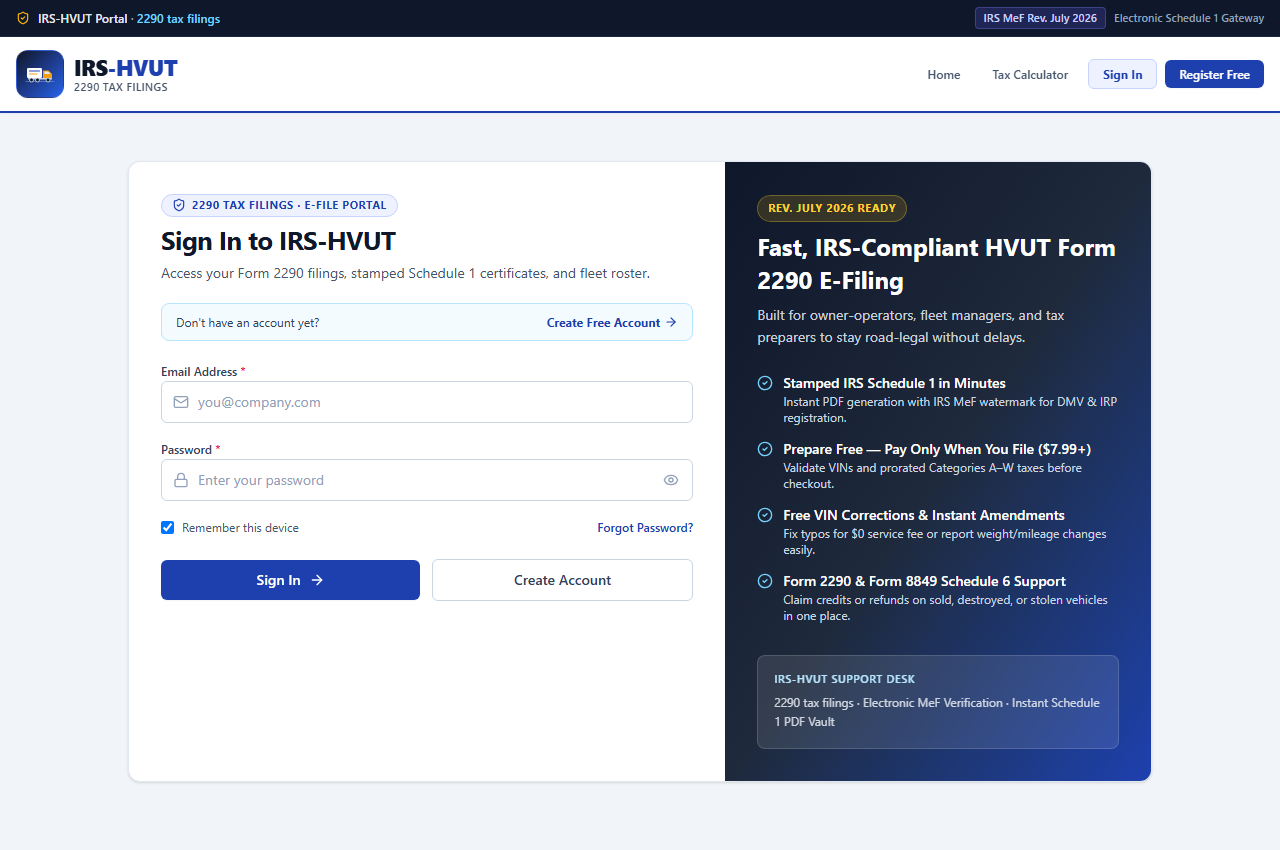 IRS-HVUT Portal · 2290 tax filings
IRS MeF Rev. July 2026
Electronic Schedule 1 Gateway
IRS-HVUT
2290 TAX FILINGS
Home
Tax Calculator
Sign In
Register Free
2290 TAX FILINGS · E-FILE PORTAL
Sign In to IRS-HVUT
Access your Form 2290 filings, stamped Schedule 1 certificates, and fleet roster.
Don't have an account yet?
Create Free Account →
Email Address *
you@company.com
Password *
Enter your password
Remember this device
Forgot Password?
Sign In →
Create Account
REV. JULY 2026 READY
Fast, IRS-Compliant HVUT Form
2290 E-Filing
Built for owner-operators, fleet managers, and tax
preparers to stay road-legal without delays.
Stamped IRS Schedule 1 in Minutes
Instant PDF generation with IRS MeF watermark for DMV & IRP
registration.
Prepare Free — Pay Only When You File ($7.99+)
Validate VINs and prorated Categories A–W taxes before
checkout.
Free VIN Corrections & Instant Amendments
Fix typos for $0 service fee or report weight/mileage changes
easily.
Form 2290 & Form 8849 Schedule 6 Support
Claim credits or refunds on sold, destroyed, or stolen vehicles
in one place.
IRS-HVUT SUPPORT DESK
2290 tax filings · Electronic MeF Verification · Instant Schedule
1 PDF Vault